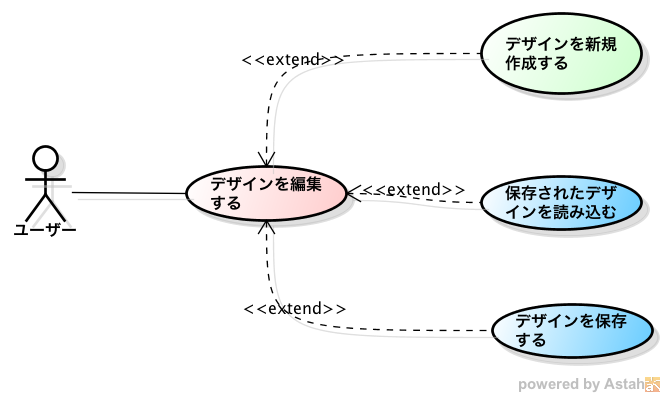 <<extend>>
デザインを新規
作成する
デザインを編集
する
<<extend>>
保存されたデザ
インを読み込む
ユーザー
<<extend>>
デザインを保存
する
powered by Astah